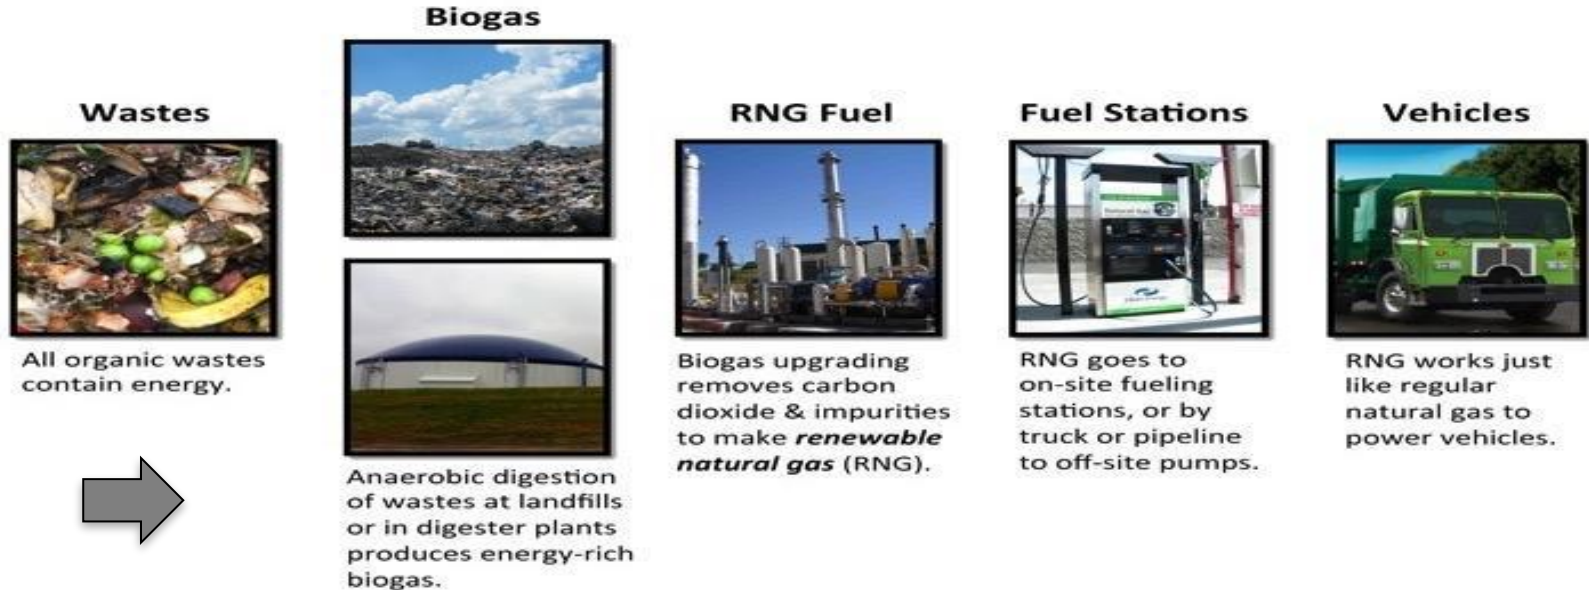 Wastes
All organic wastes
contain energy.
Biogas
Anaerobic digestion
of wastes at landfills
or in digester plants
produces energy-rich
biogas.
RNG Fuel
Biogas upgrading
removes carbon
dioxide & impurities
to make renewable
natural gas (RNG).
Fuel Stations
Natural Gas
RNG goes to
on-site fueling
stations, or by
truck or pipeline
to off-site pumps.
Vehicles
RNG works just
like regular
natural gas to
power vehicles.